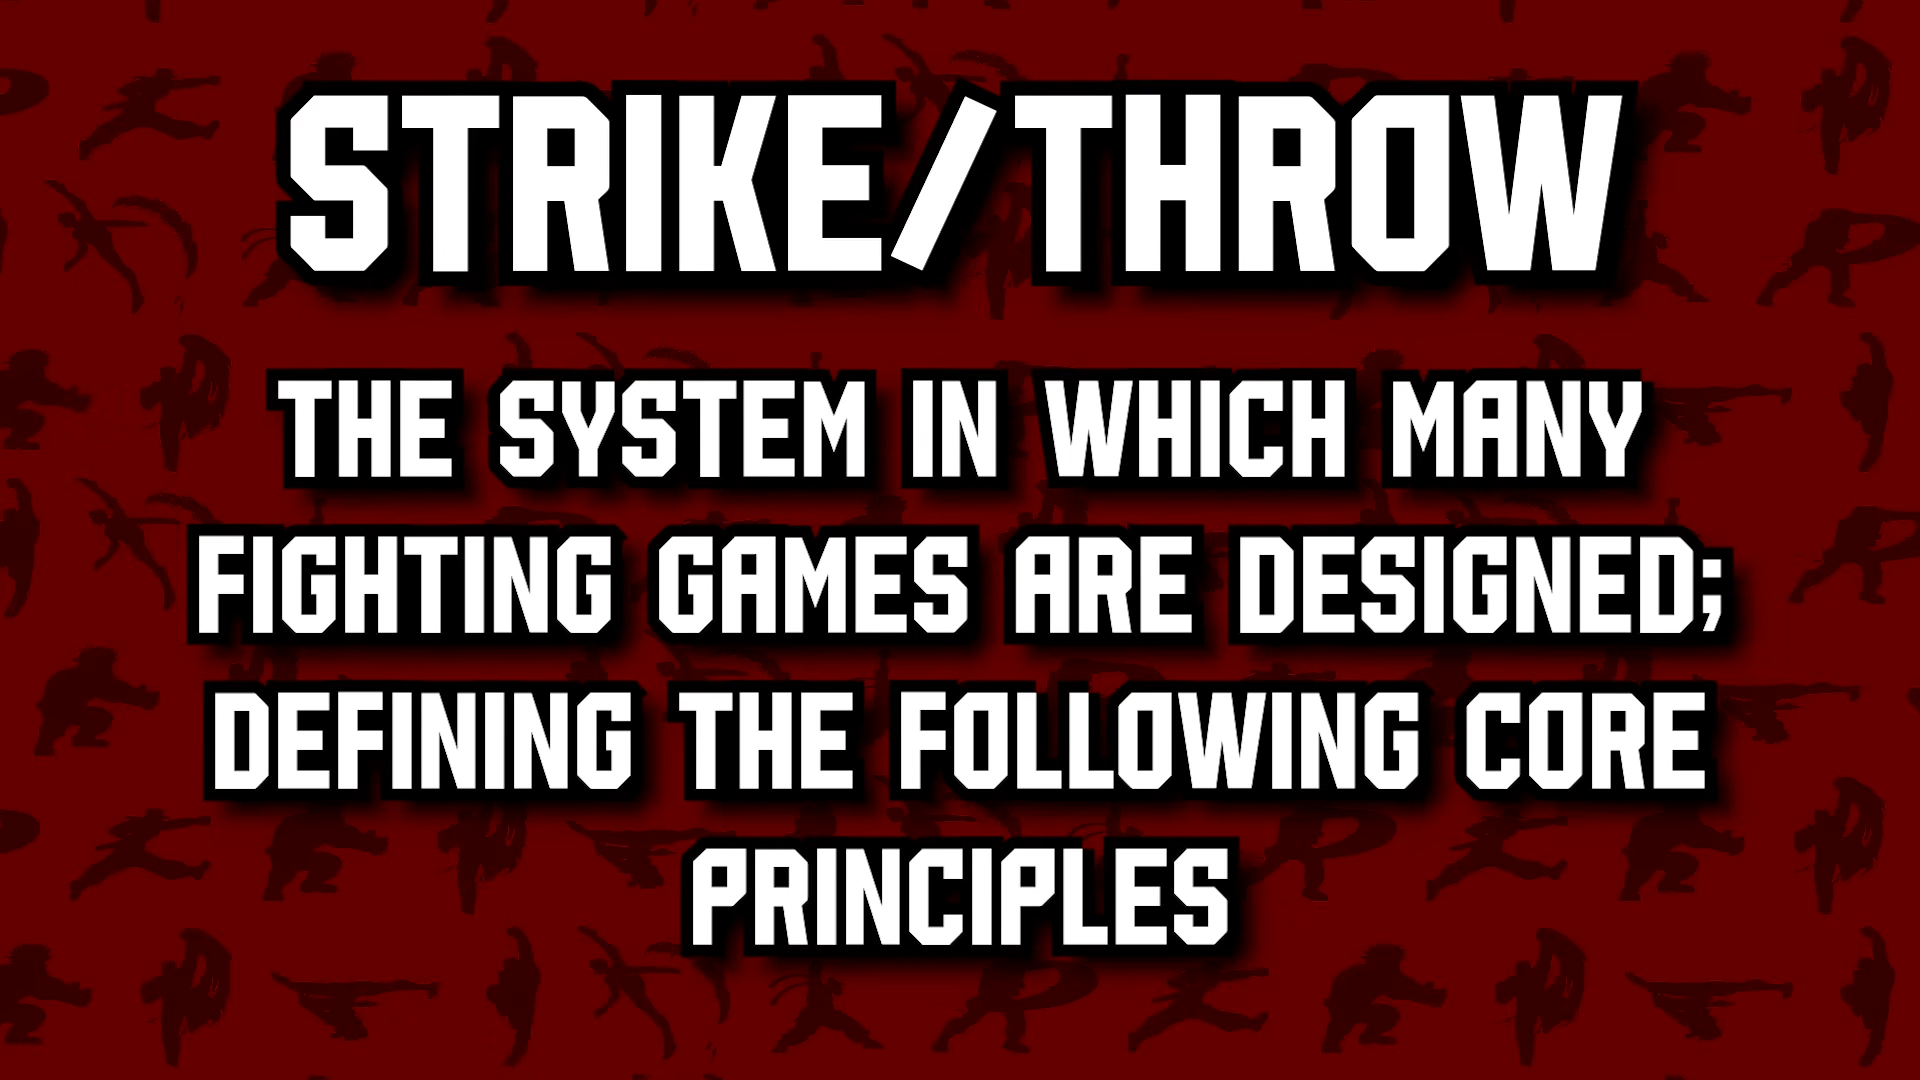 STRIKE/THROW
THE SYSTEM IN WHICH MANY
FIGHTING GAMES ARE DESIGNED;
DEFINING THE FOLLOWING CORE
PRINCIPLES